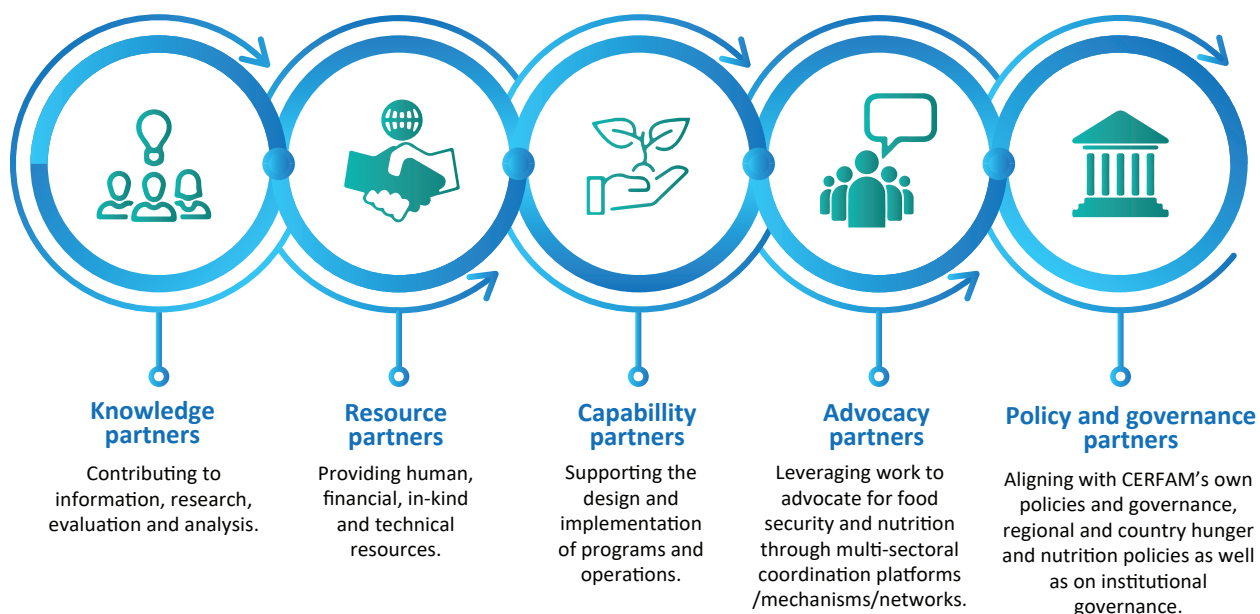 Knowledge
partners
Contributing to
information, research,
evaluation and analysis.
Resource
partners
Providing human,
financial, in-kind
and technical
resources.
Capabillity
partners
Supporting the
design and
implementation
of programs and
operations.
Advocacy
partners
Leveraging work to
advocate for food
security and nutrition
through multi-sectoral
coordination platforms
/mechanisms/networks.
Policy and governance
partners
Aligning with CERFAM’s own
policies and governance,
regional and country hunger
and nutrition policies as well
as on institutional
governance.